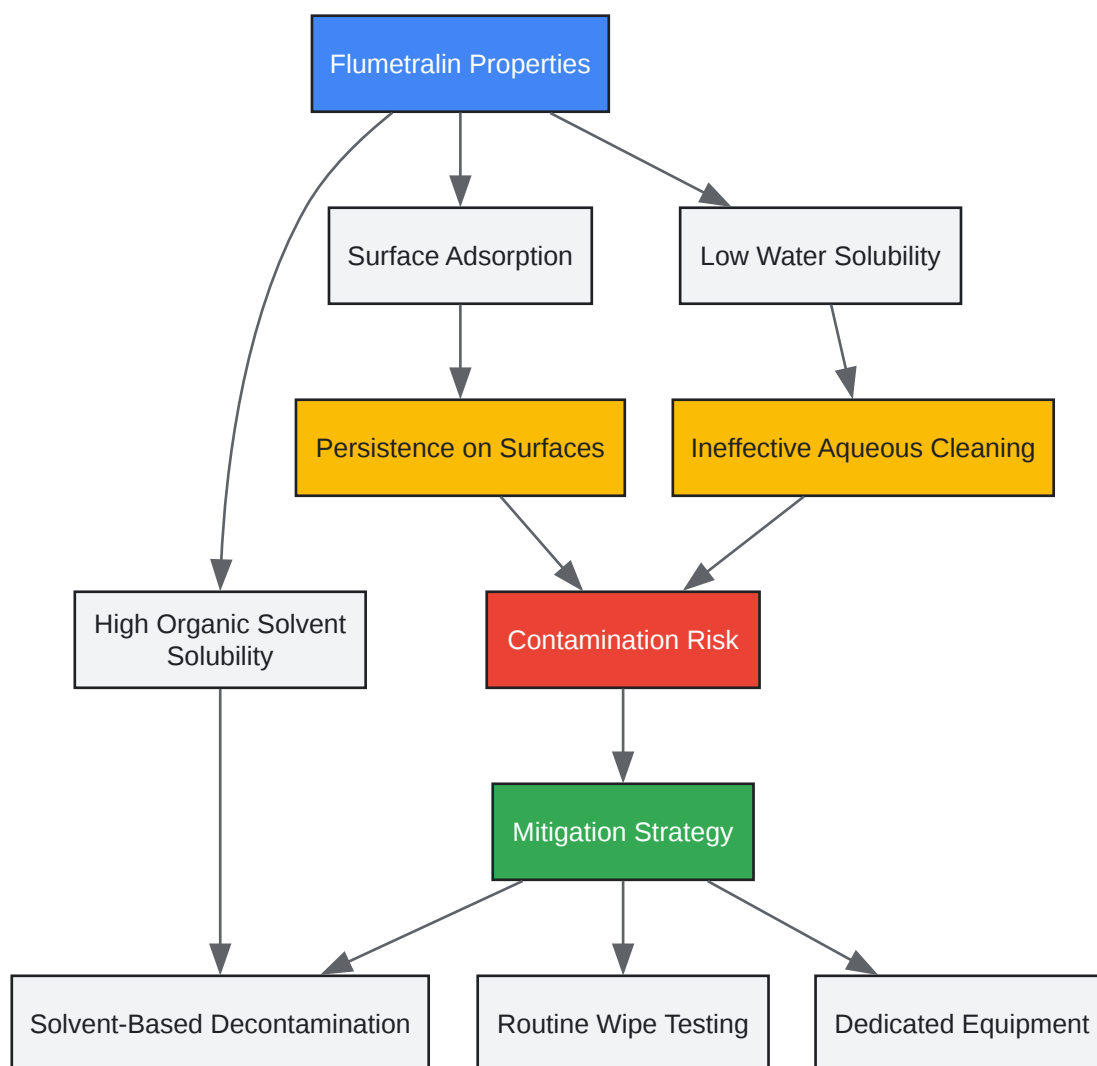 Flumetralin Properties
Surface Adsorption
Low Water Solubility
Persistence on Surfaces
Ineffective Aqueous Cleaning
High Organic Solvent
Solubility
Contamination Risk
Mitigation Strategy
Solvent-Based Decontamination
Routine Wipe Testing
Dedicated Equipment